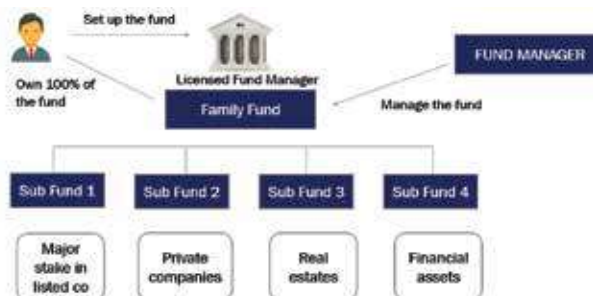 Set up the fund
Licensed Fund Manager
FUND MANAGER
Own 100% of
the fund
Family Fund
Manage the fund
Sub Fund 1
Sub Fund 2
Sub Fund 3
Sub Fund 4
Major
stake in
listed co
Private
companies
Real
estates
Financial
assets